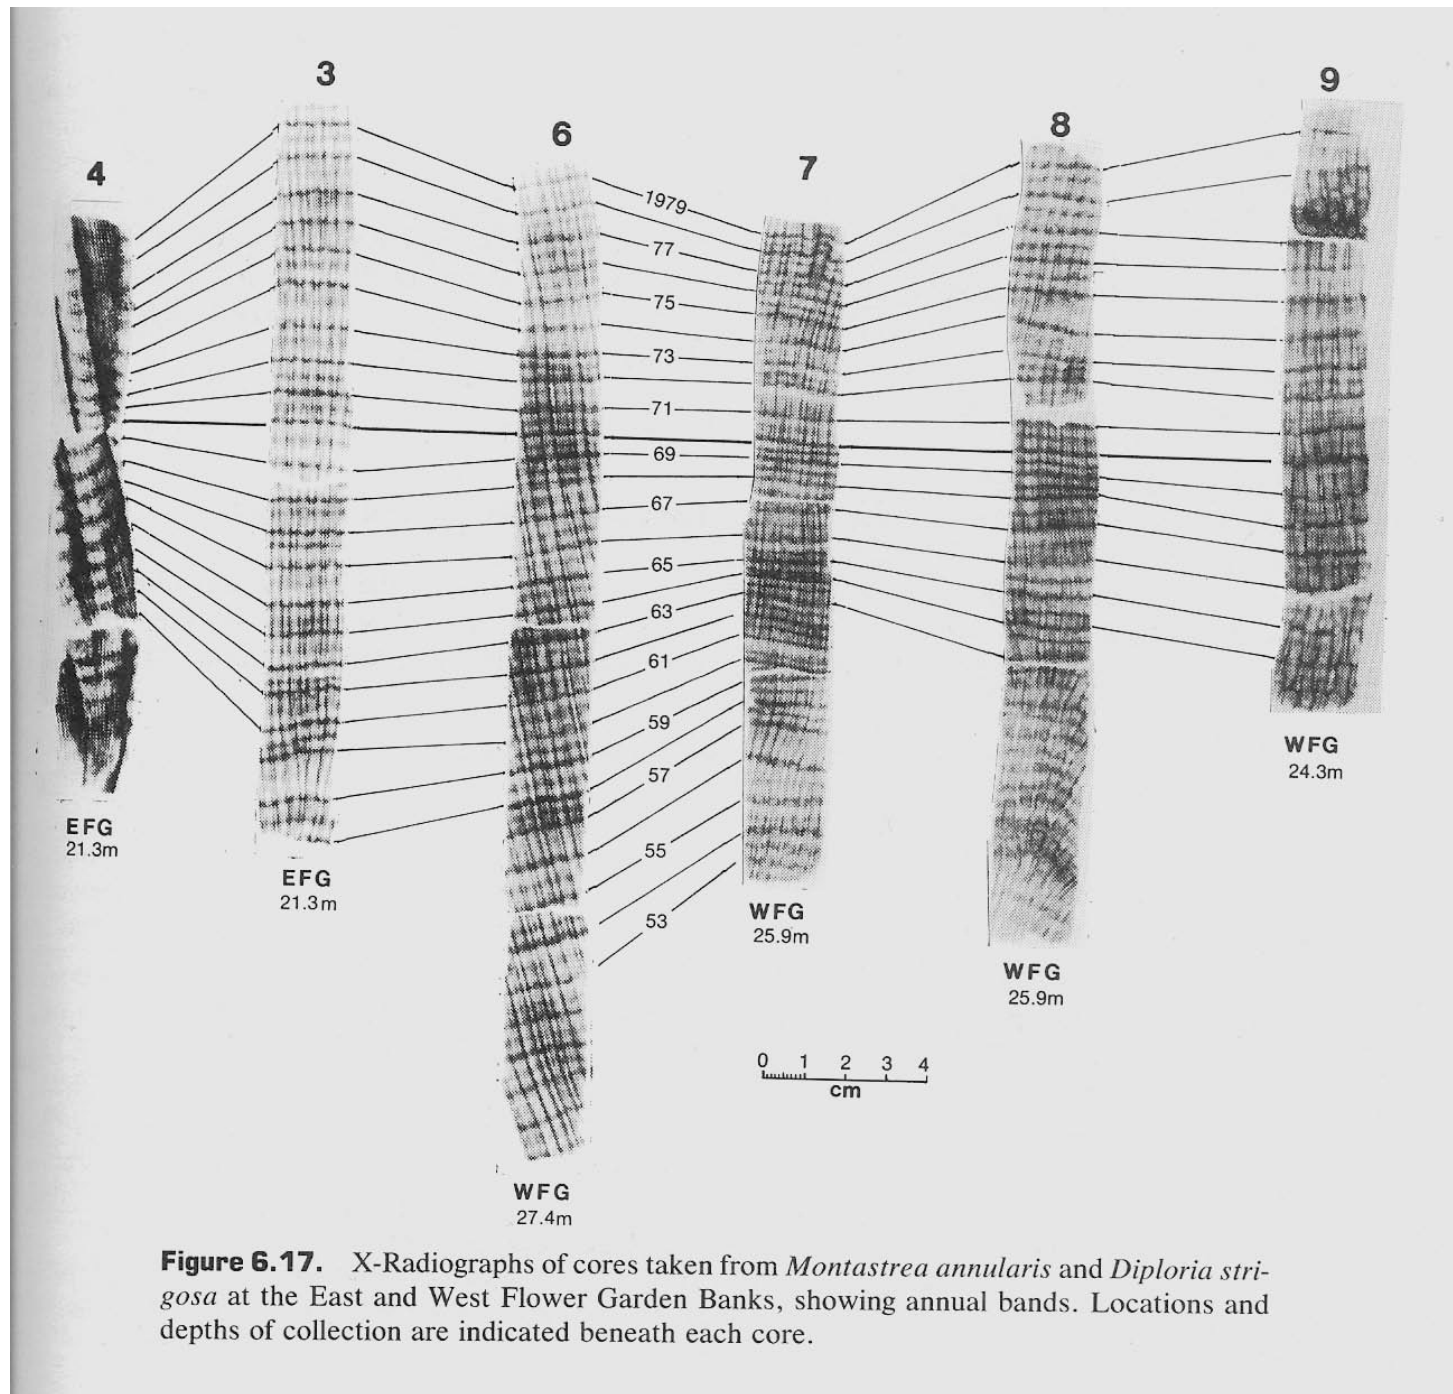 3
9
6
8
4
7
1979
77
75
73
71
69
67
65
63
61
59
57
55
53
EFG
21.3m
EFG
21.3m
WFG
27.4m
WFG
25.9m
WFG
25.9m
WFG
24.3m
0 1 2 3 4
cm
Figure 6.17. X-Radiographs of cores taken from Montastrea annularis and Diploria stri-
gosa at the East and West Flower Garden Banks, showing annual bands. Locations and
depths of collection are indicated beneath each core.